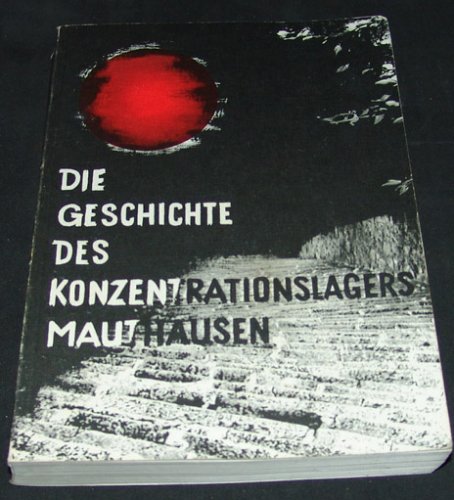 DIE
GESCHICHTE
DES
KONZENTRATIONSLAGERS
MAUTHAUSEN